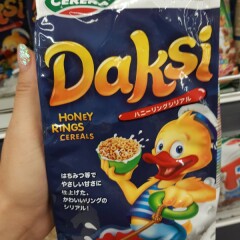 CEREAL
Daksi
ハニーリングシリアル
HONEY
RINGS
CEREALS
はちみつ等で
やさしい甘さに
仕上げた、
かわいいリングの
シリアル!